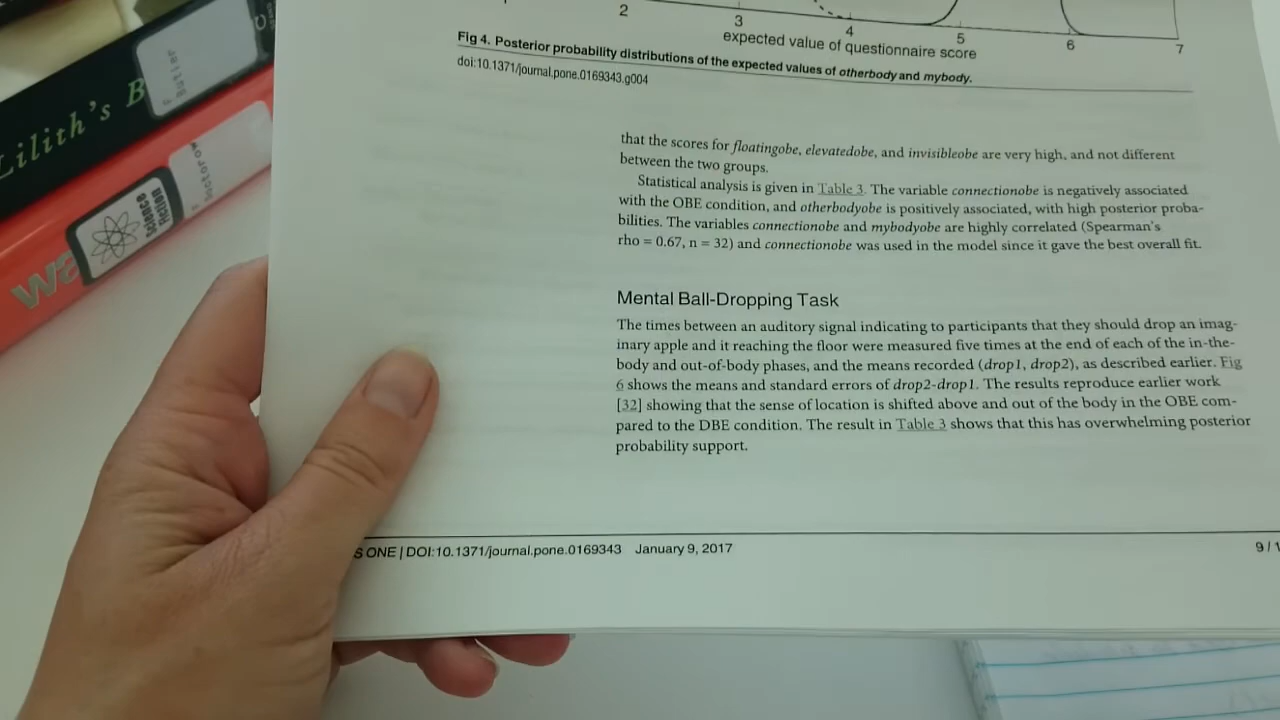 Lilith's B
Butler
wa
Science
Fiction
2
3
4
5
6
7
expected value of questionnaire score
Fig 4. Posterior probability distributions of the expected values of otherbody and mybody.
doi:10.1371/journal.pone.0169343.g004
that the scores for floatingobe, elevatedobe, and invisibleobe are very high, and not different
between the two groups.
Statistical analysis is given in Table 3. The variable connectionobe is negatively associated
with the OBE condition, and otherbodyobe is positively associated, with high posterior proba-
bilities. The variables connectionobe and mybodyobe are highly correlated (Spearman's
rho = 0.67, n = 32) and connectionobe was used in the model since it gave the best overall fit.
Mental Ball-Dropping Task
The times between an auditory signal indicating to participants that they should drop an imag-
inary apple and it reaching the floor were measured five times at the end of each of the in-the-
body and out-of-body phases, and the means recorded (drop1, drop2), as described earlier. Fig
6 shows the means and standard errors of drop2-drop1. The results reproduce earlier work
[32] showing that the sense of location is shifted above and out of the body in the OBE com-
pared to the DBE condition. The result in Table 3 shows that this has overwhelming posterior
probability support.
S ONE | DOI:10.1371/journal.pone.0169343 January 9, 2017
9 / 1